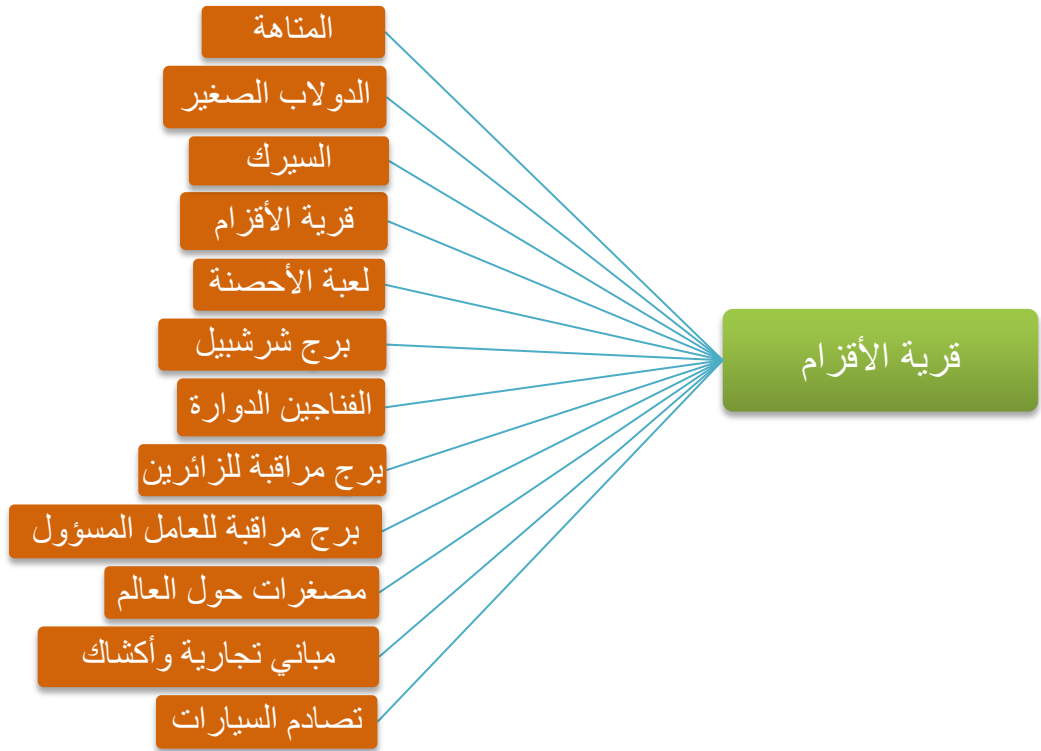 قرية الأقزام
المتاهة
الدولاب الصغير
السيرك
قرية الأقزام
لعبة الأحصنة
برج شرشبيل
الفناجين الدوارة
برج مراقبة للزائرين
برج مراقبة للعامل المسؤول
مصغرات حول العالم
مباني تجارية وأكشاك
تصادم السيارات